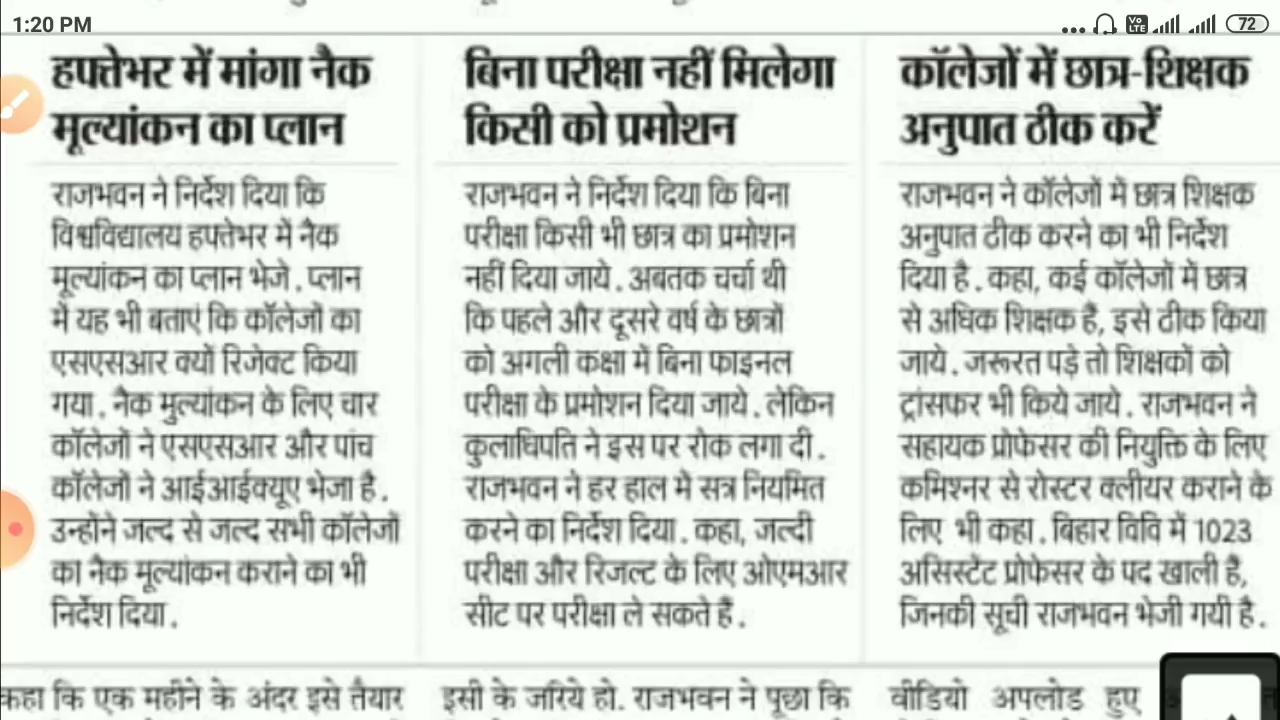 1:20 PM
Vo LTE
72
हफ्तेभर में मांगा नैक
मूल्यांकन का प्लान
राजभवन ने निर्देश दिया कि
विश्वविद्यालय हफ्तेभर में नैक
मूल्यांकन का प्लान भेजे . प्लान
में यह भी बताएं कि कॉलेजों का
एसएसआर क्यों रिजेक्ट किया
गया . नैक मुल्यांकन के लिए चार
कॉलेजों ने एसएसआर और पांच
कॉलेजों ने आईआईक्यूए भेजा है .
उन्होंने जल्द से जल्द सभी कॉलेजों
का नैक मूल्यांकन कराने का भी
निर्देश दिया .
बिना परीक्षा नहीं मिलेगा
किसी को प्रमोशन
राजभवन ने निर्देश दिया कि बिना
परीक्षा किसी भी छात्र का प्रमोशन
नहीं दिया जाये . अबतक चर्चा थी
कि पहले और दूसरे वर्ष के छात्रों
को अगली कक्षा में बिना फाइनल
परीक्षा के प्रमोशन दिया जाये . लेकिन
कुलाधिपति ने इस पर रोक लगा दी .
राजभवन ने हर हाल में सत्र नियमित
करने का निर्देश दिया . कहा, जल्दी
परीक्षा और रिजल्ट के लिए ओएमआर
सीट पर परीक्षा ले सकते हैं .
कॉलेजों में छात्र-शिक्षक
अनुपात ठीक करें
राजभवन ने कॉलेजों में छात्र शिक्षक
अनुपात ठीक करने का भी निर्देश
दिया है . कहा, कई कॉलेजों में छात्र
से अधिक शिक्षक हैं, इसे ठीक किया
जाये . जरूरत पड़े तो शिक्षकों को
ट्रांसफर भी किये जाये . राजभवन ने
सहायक प्रोफेसर की नियुक्ति के लिए
कमिश्नर से रोस्टर क्लीयर कराने के
लिए भी कहा . बिहार विवि में 1023
असिस्टेंट प्रोफेसर के पद खाली है,
जिनकी सूची राजभवन भेजी गयी है .
कहा कि एक महीने के अंदर इसे तैयार
इसी के जरिये हो. राजभवन ने पूछा कि
वीडियो अपलोड हुए